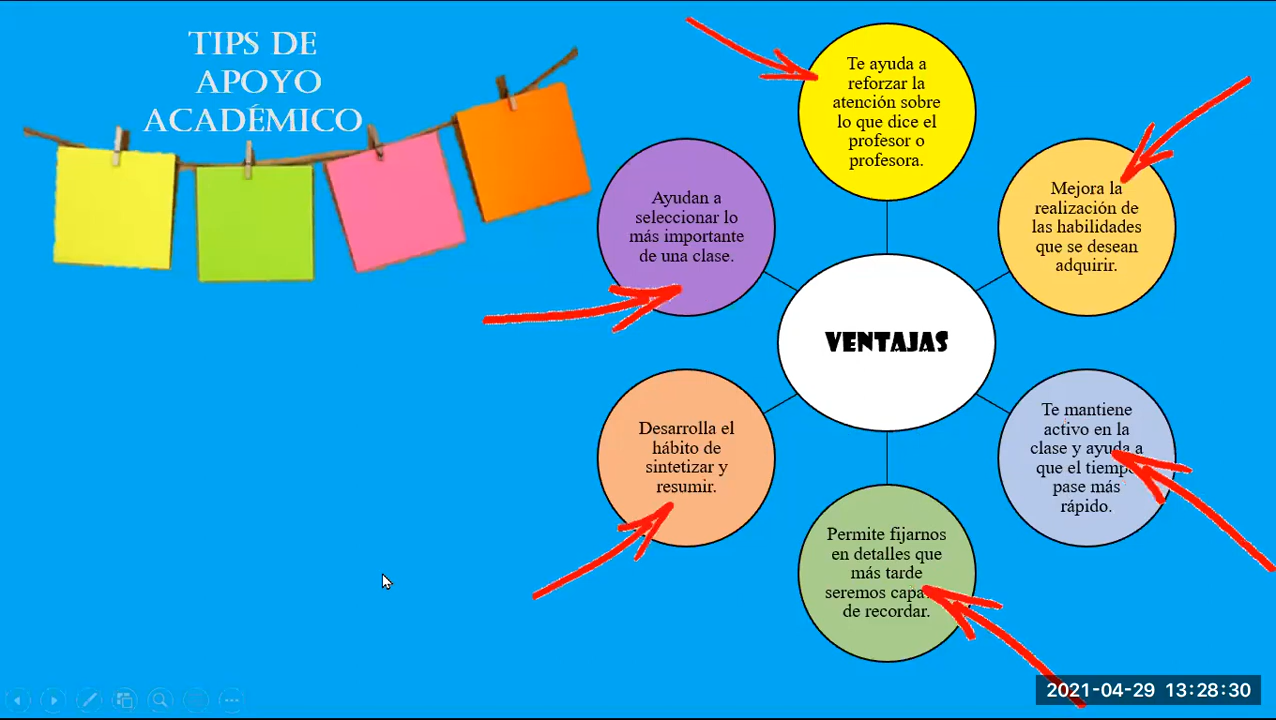 TIPS DE
APOYO
ACADÉMICO
Te ayuda a
reforzar la
atención sobre
lo que dice el
profesor o
profesora.
Mejora la
realización de
las habilidades
que se desean
adquirir.
Te mantiene
activo en la
clase y ayuda a
que el tiempo
pase más
rápido.
Permite fijarnos
en detalles que
más tarde
seremos
de recordar.
Desarrolla el
hábito de
sintetizar y
resumir.
Ayudan a
seleccionar lo
más importante
de una clase.
VENTAJAS
2021-04-29 13:28:30